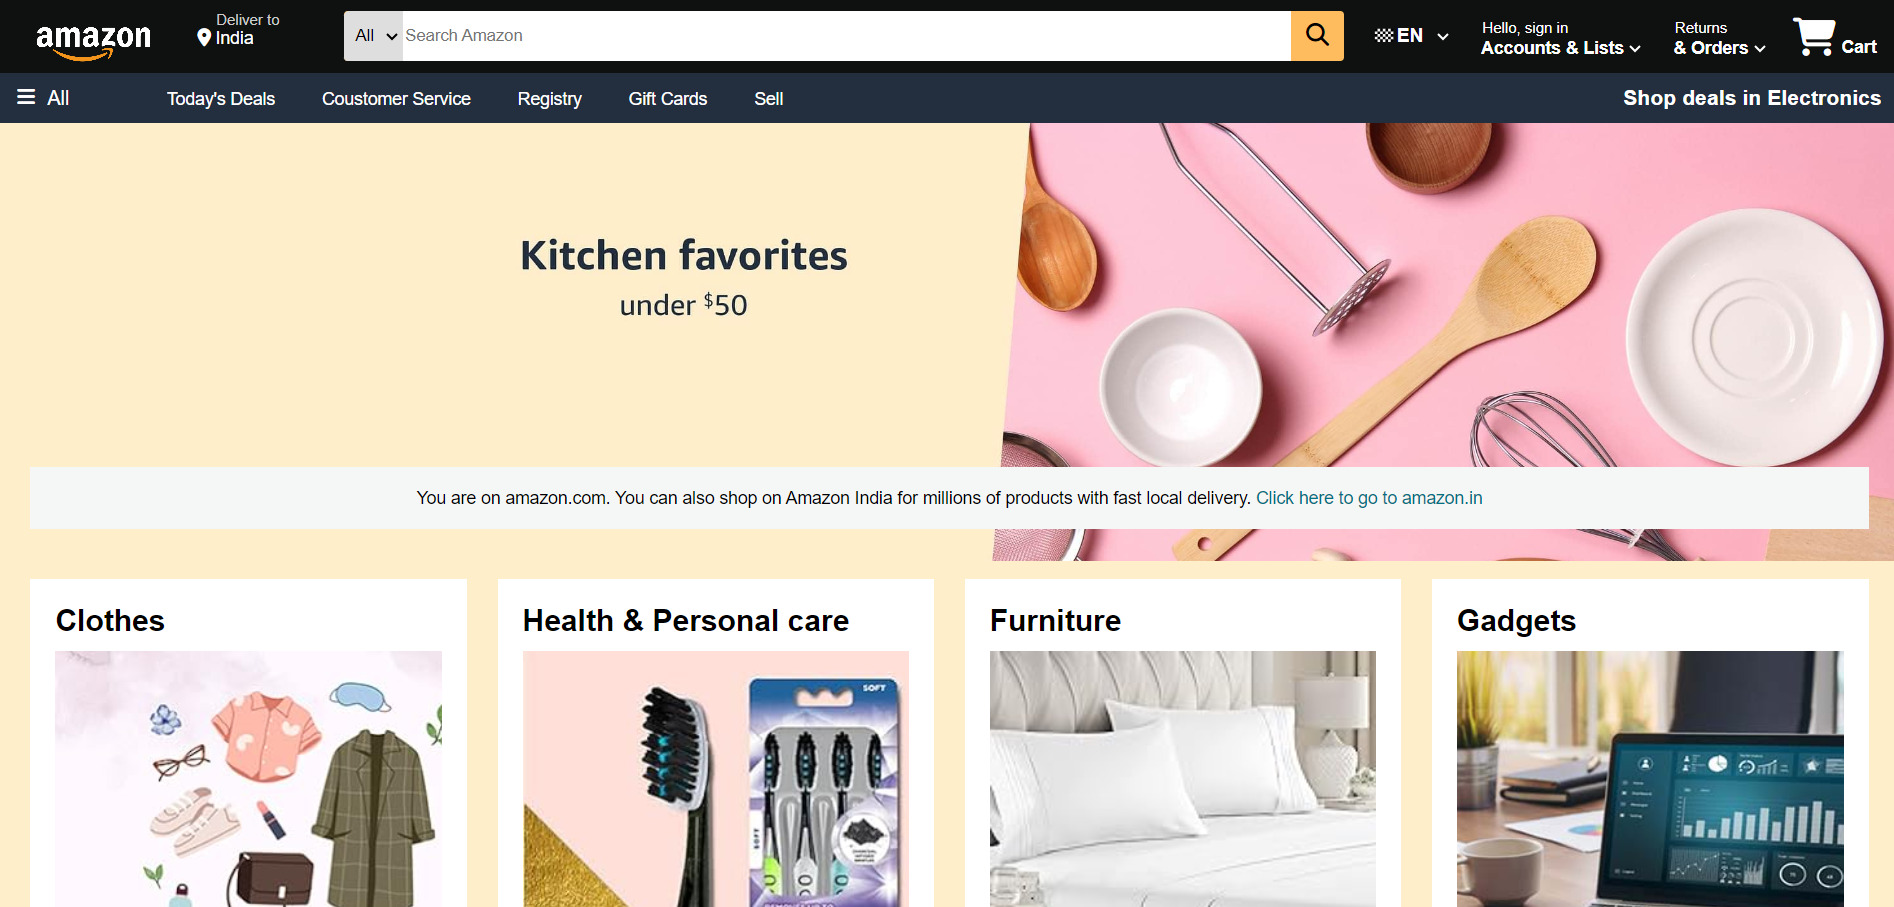 amazon
Deliver to
India
All
Search Amazon
EN
Hello, sign in
Accounts & Lists
Returns
& Orders
Cart
All
Today's Deals
Coustomer Service
Registry
Gift Cards
Sell
Shop deals in Electronics
Kitchen favorites
under $50
You are on amazon.com. You can also shop on Amazon India for millions of products with fast local delivery. Click here to go to amazon.in
Clothes
Health & Personal care
Furniture
Gadgets
SOFT
SOFT